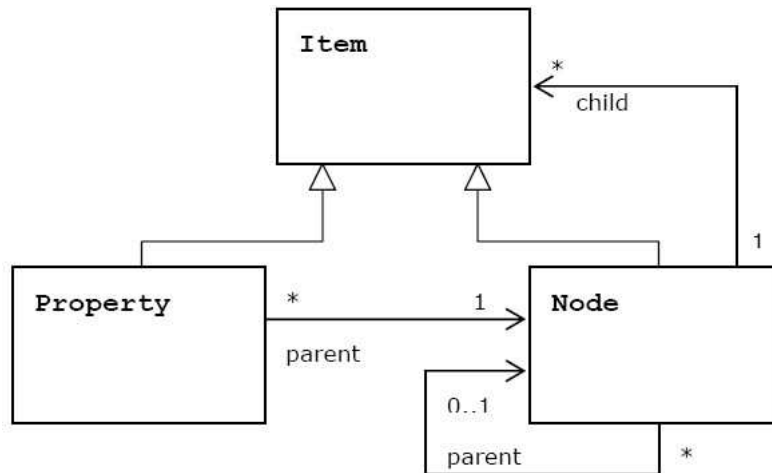 Item
*
child
1
Property
*
1
Node
parent
0..1
parent
*